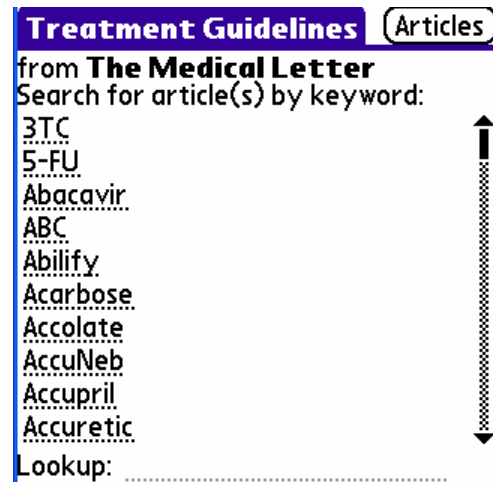 Treatment Guidelines Articles
from The Medical Letter
Search for article(s) by keyword:
3TC
5-FU
Abacavir
ABC
Abilify
Acarbose
Accolate
AccuNeb
Accupril
Accuretic
Lookup: